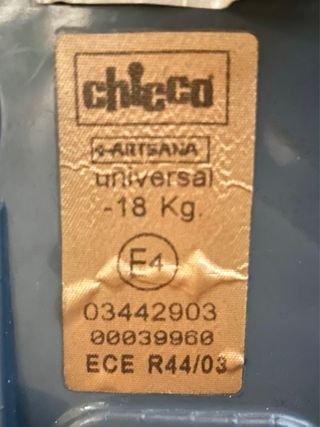 chicco
ARTSANA
universal
-18 Kg.
E4
03442903
00039960
ECE R44/03